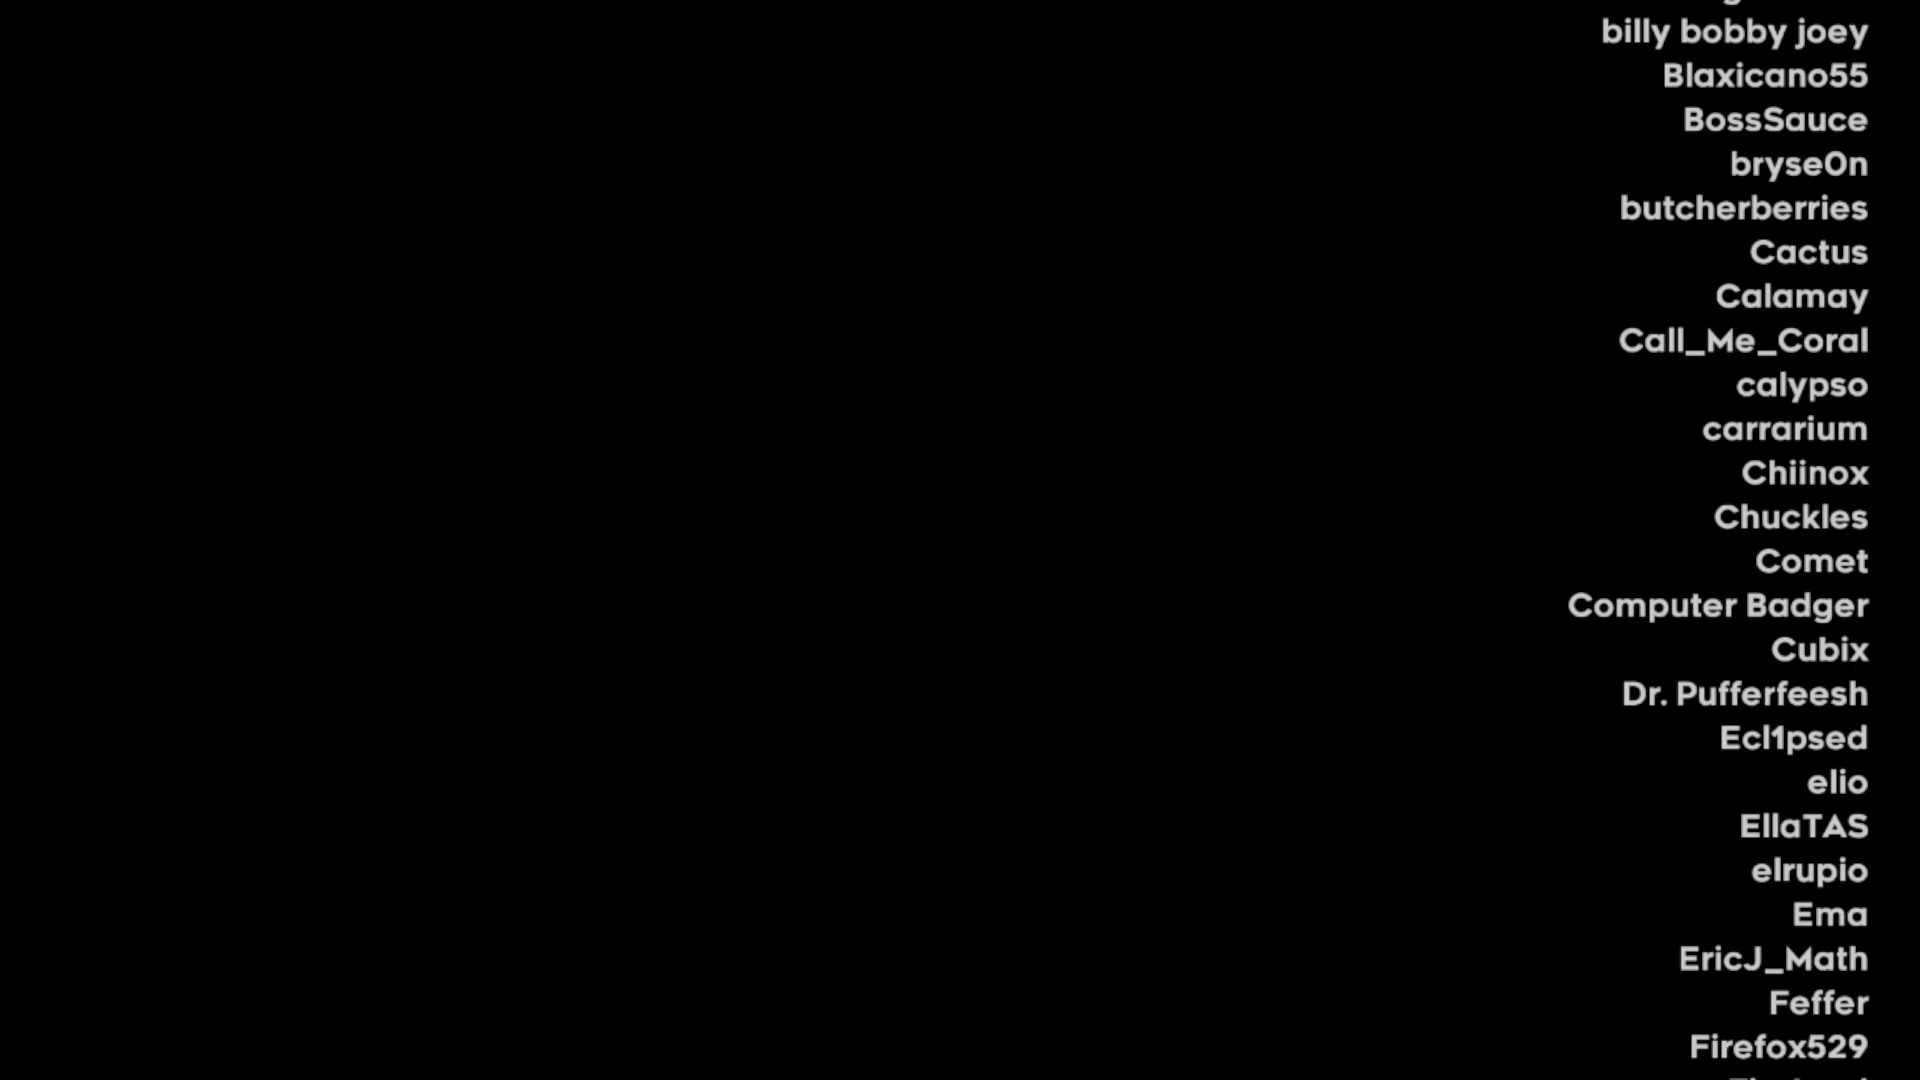 billy bobby joey
Blaxicano55
BossSauce
bryse0n
butcherberries
Cactus
Calamay
Call_Me_Coral
calypso
carrarium
Chiinox
Chuckles
Comet
Computer Badger
Cubix
Dr. Pufferfeesh
Ecl1psed
elio
EllaTAS
elrupio
Ema
EricJ_Math
Feffer
Firefox529